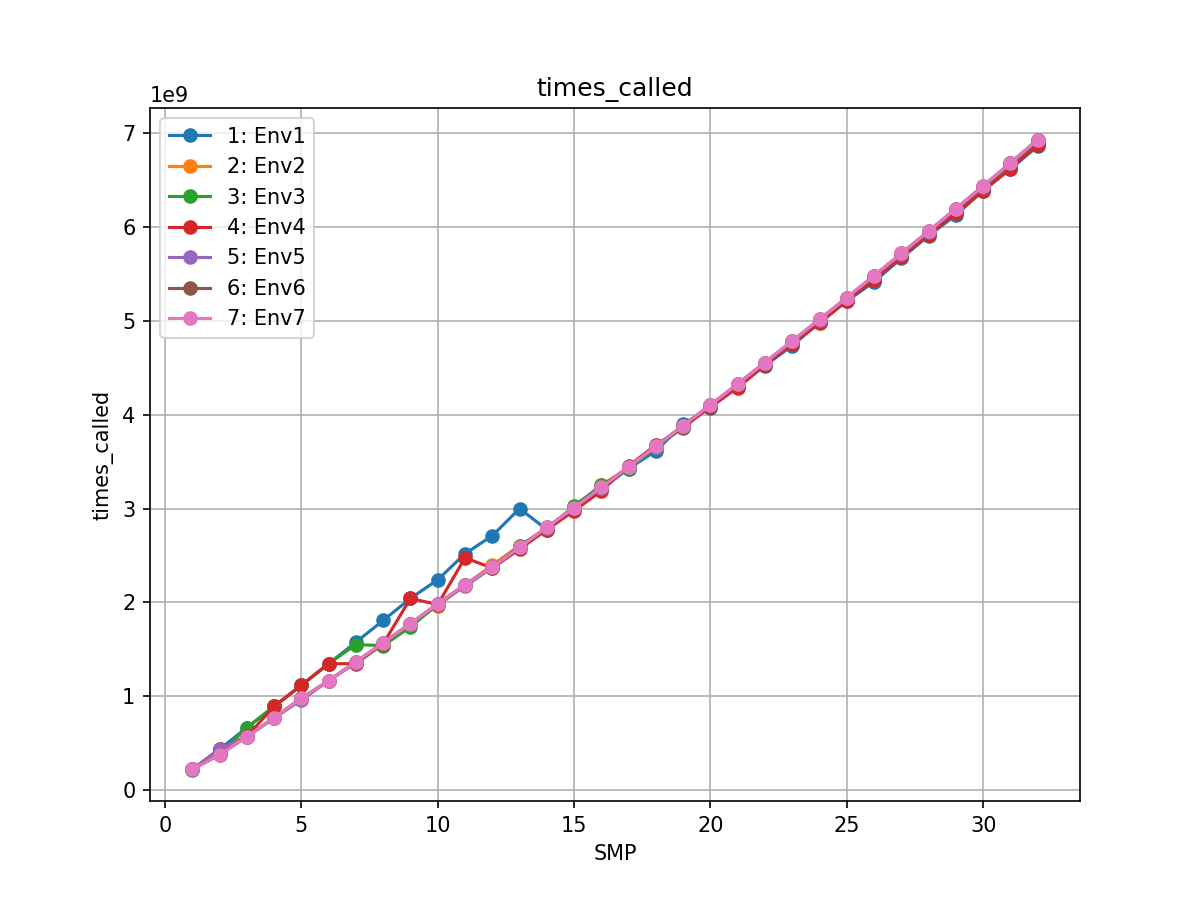 times_called
1e9
7
6
5
4
3
2
1
0
times_called
1: Env1
2: Env2
3: Env3
4: Env4
5: Env5
6: Env6
7: Env7
0 5 10 15 20 25 30
SMP